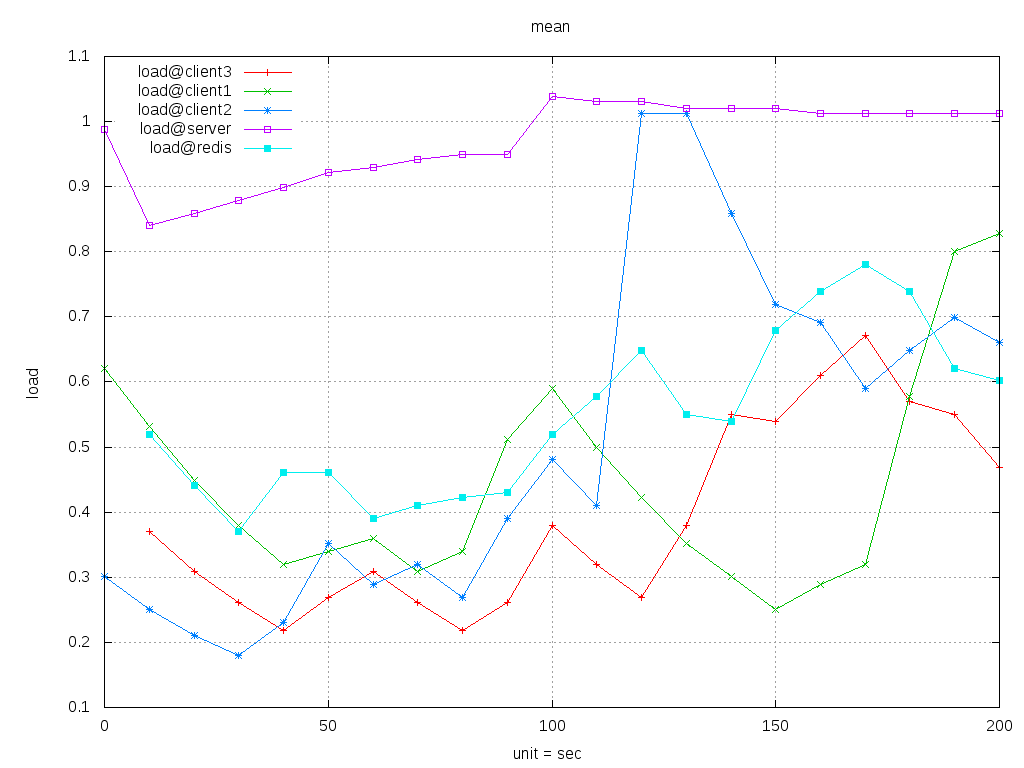 mean
load@client3
load@client1
load@client2
load@server
load@redis
1.1
1
0.9
0.8
0.7
0.6
0.5
0.4
0.3
0.2
0.1
load
0 50 100 150 200
unit = sec